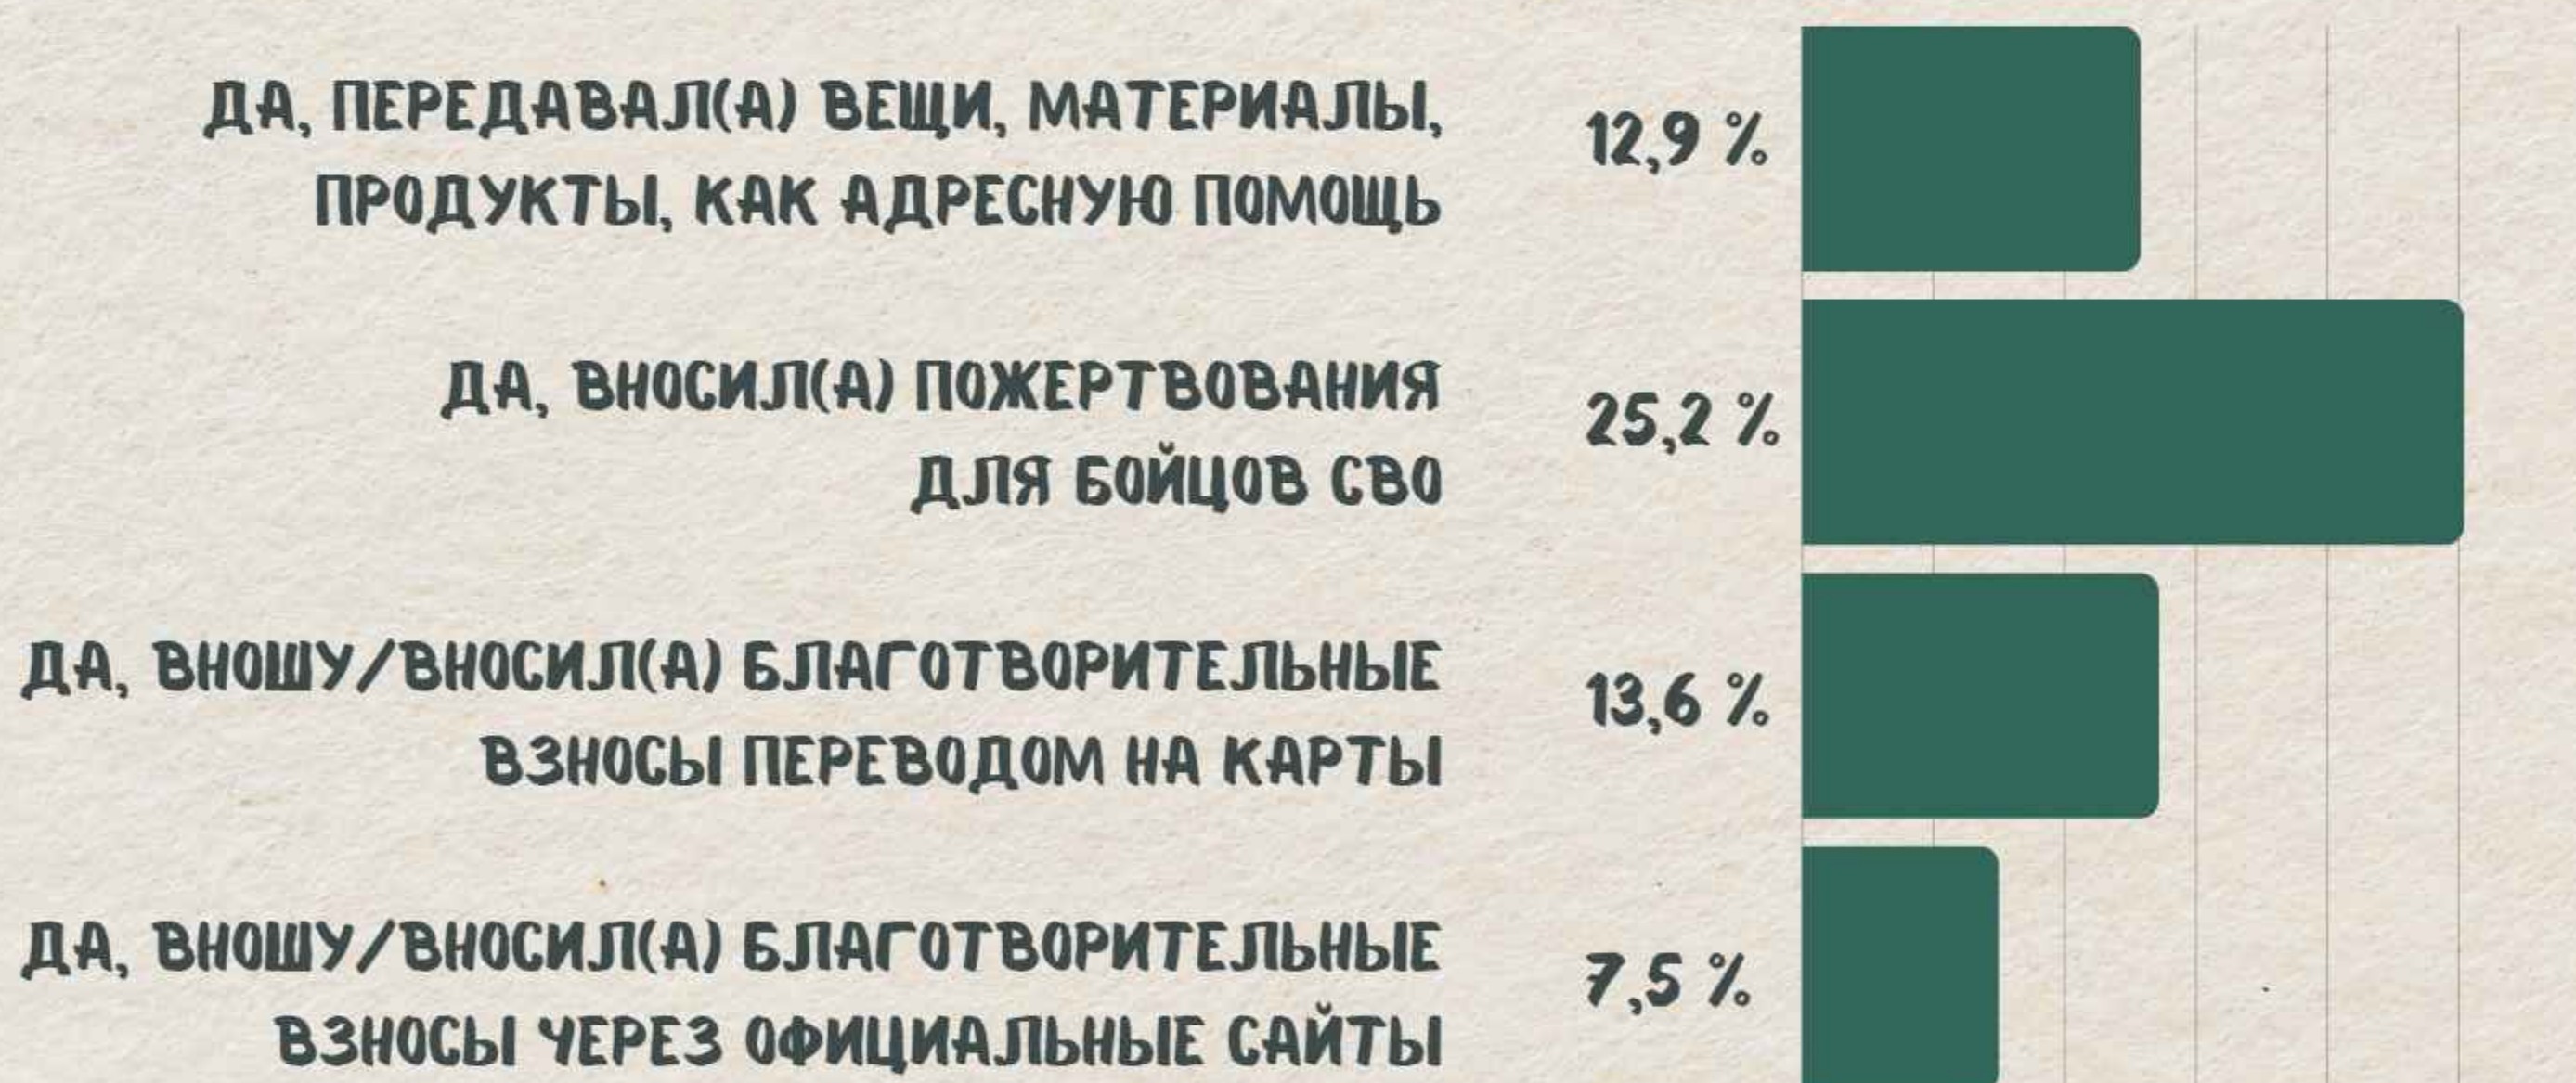 ДА, ПЕРЕДАВАЛ(А) ВЕЩИ, МАТЕРИАЛЫ,
ПРОДУКТЫ, КАК АДРЕСНУЮ ПОМОЩЬ
12,9 %
ДА, ВНОСИЛ(А) ПОЖЕРТВОВАНИЯ
ДЛЯ БОЙЦОВ СВО
25,2 %
ДА, ВНОШУ/ВНОСИЛ(А) БЛАГОТВОРИТЕЛЬНЫЕ
ВЗНОСЫ ПЕРЕВОДОМ НА КАРТЫ
13,6 %
ДА, ВНОШУ/ВНОСИЛ(А) БЛАГОТВОРИТЕЛЬНЫЕ
ВЗНОСЫ ЧЕРЕЗ ОФИЦИАЛЬНЫЕ САЙТЫ
7,5 %